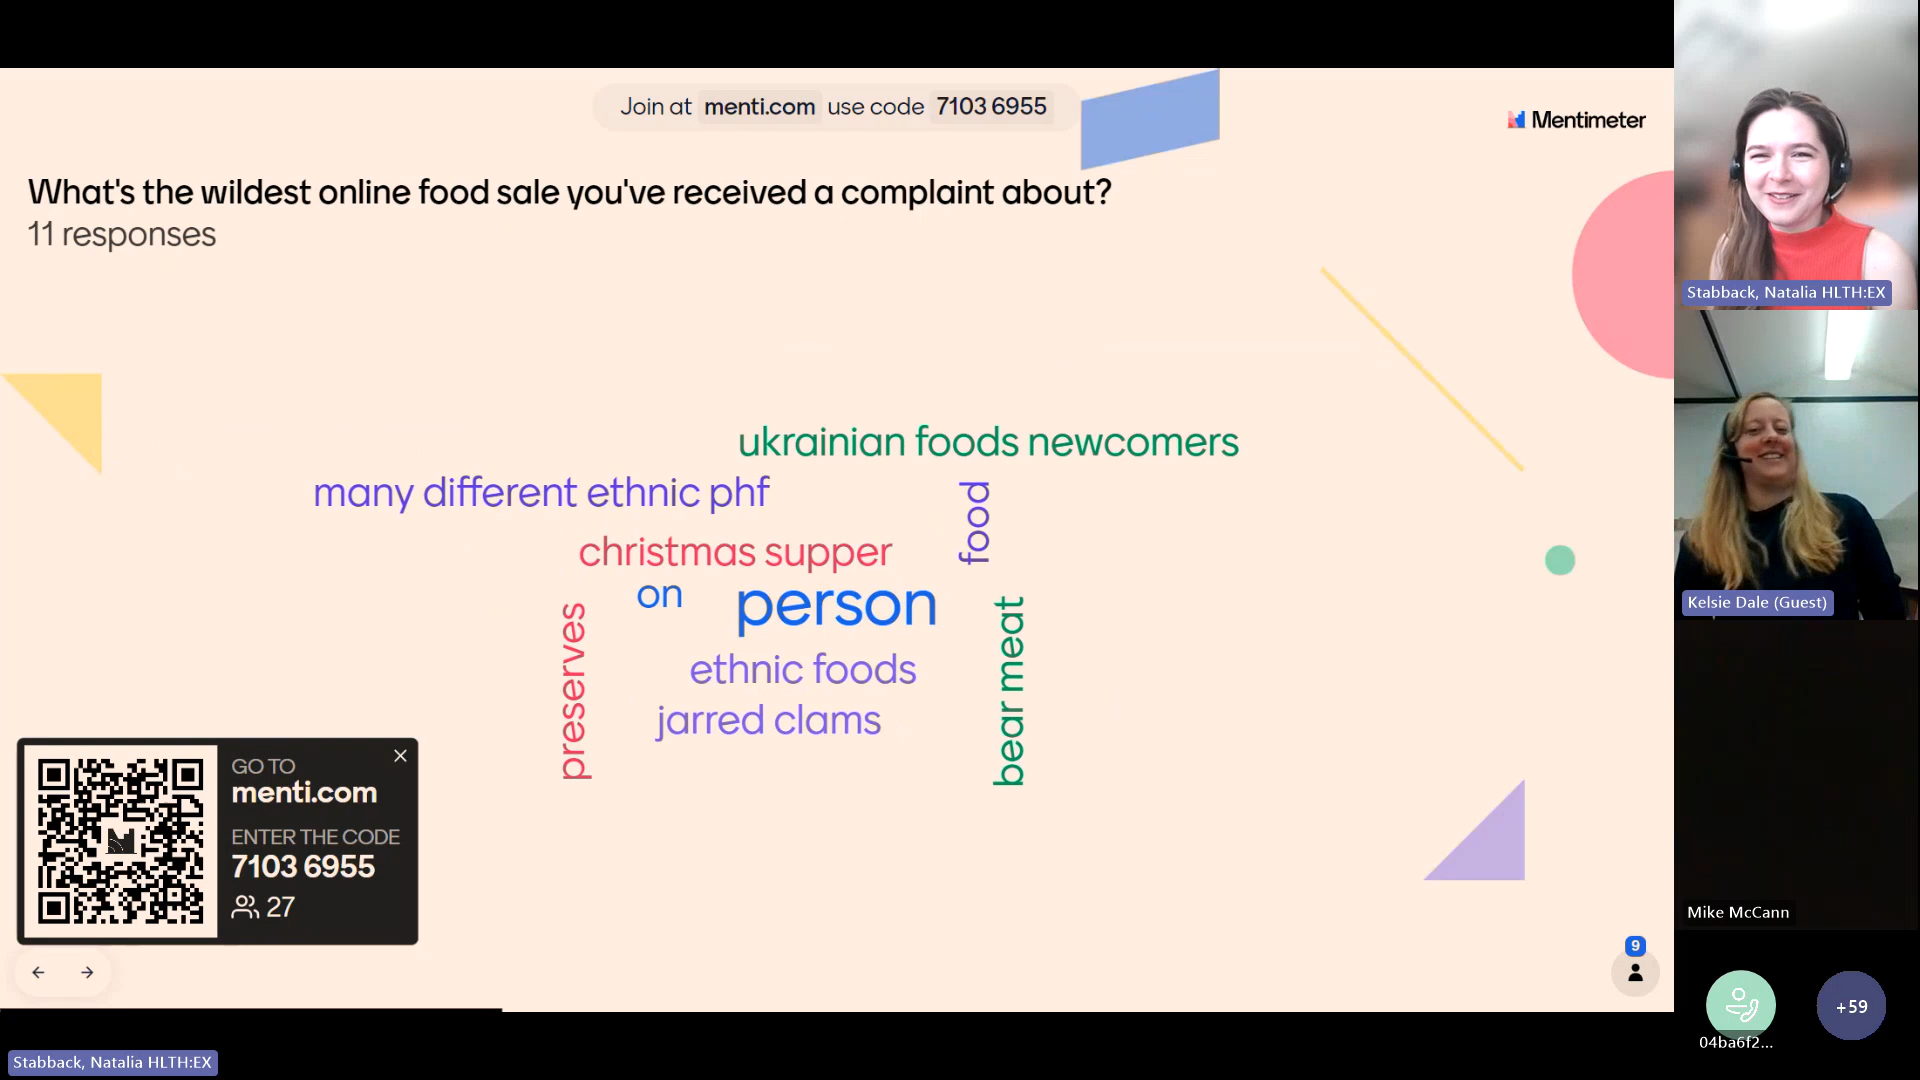 Join at menti.com use code 7103 6955
Mentimeter
What's the wildest online food sale you've received a complaint about?
11 responses
ukrainian foods newcomers
many different ethnic phf
food
christmas supper
on
person
preserves
bear meat
ethnic foods
jarred clams
GO TO
menti.com
ENTER THE CODE
7103 6955
27
9
Stabback, Natalia HLTH:EX
Kelsie Dale (Guest)
Mike McCann
04ba6f2...
+59
Stabback, Natalia HLTH:EX